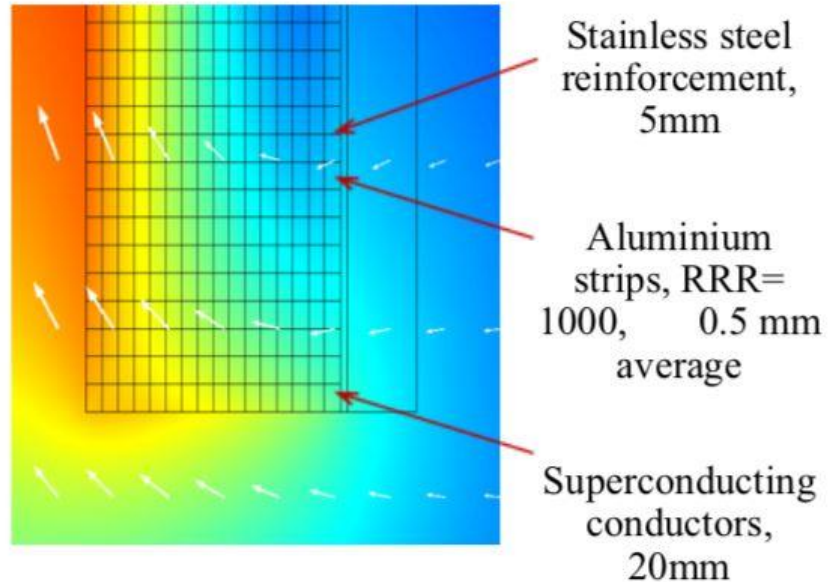 Stainless steel
reinforcement,
5mm
Aluminium
strips, RRR=
1000, 0.5 mm
average
Superconducting
conductors,
20mm